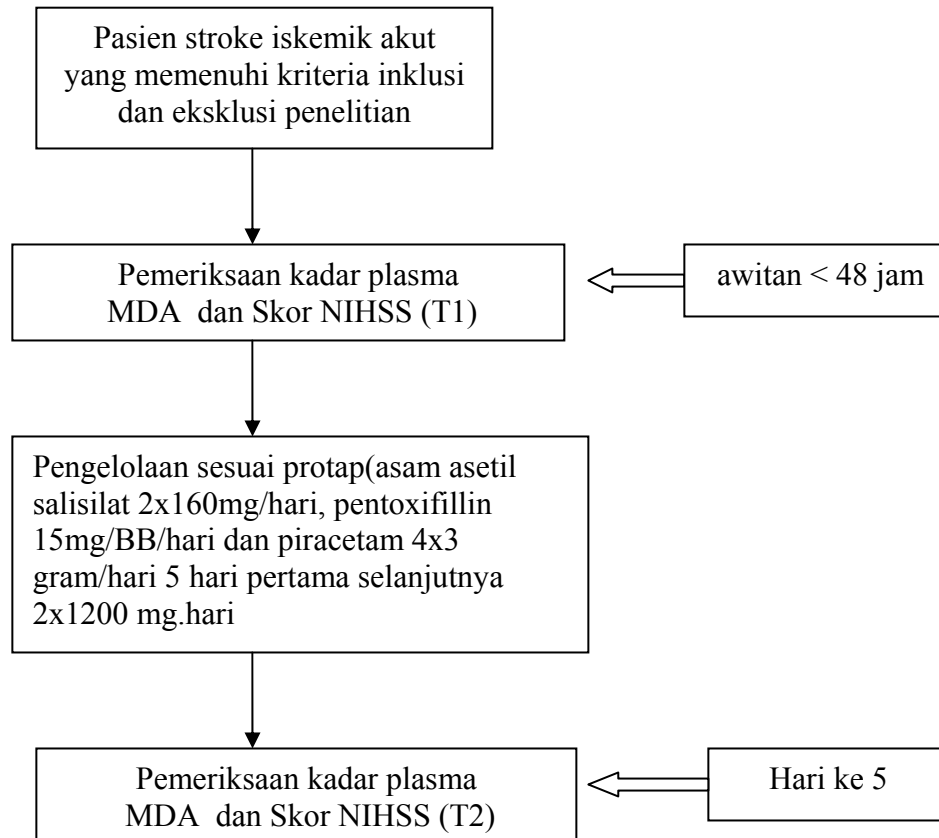 Pasien stroke iskemik akut
yang memenuhi kriteria inklusi
dan eksklusi penelitian
Pemeriksaan kadar plasma
MDA dan Skor NIHSS (T1)
awitan < 48 jam
Pengelolaan sesuai protap(asam asetil
salisilat 2x160mg/hari, pentoxifillin
15mg/BB/hari dan piracetam 4x3
gram/hari 5 hari pertama selanjutnya
2x1200 mg.hari
Pemeriksaan kadar plasma
MDA dan Skor NIHSS (T2)
Hari ke 5